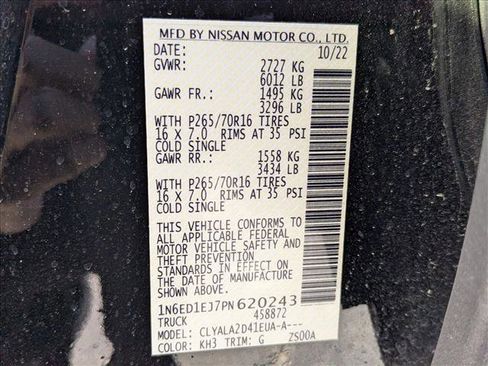 MFD BY NISSAN MOTOR CO., LTD.
DATE: 10/22
GVWR: 2727 KG
6012 LB
GAWR FR.: 1495 KG
3296 LB
WITH P265/70R16 TIRES
16 X 7.0 RIMS AT 35 PSI
COLD SINGLE
GAWR RR.: 1558 KG
3434 LB
WITH P265/70R16 TIRES
16 X 7.0 RIMS AT 35 PSI
COLD SINGLE
THIS VEHICLE CONFORMS TO
ALL APPLICABLE FEDERAL
MOTOR VEHICLE SAFETY AND
THEFT PREVENTION
STANDARDS IN EFFECT ON
THE DATE OF MANUFACTURE
SHOWN ABOVE.
1N6ED1EJ7PN620243
TRUCK 458872
MODEL: CLYALA2D41EUA-A---
COLOR: KH3 TRIM: G ZS00A